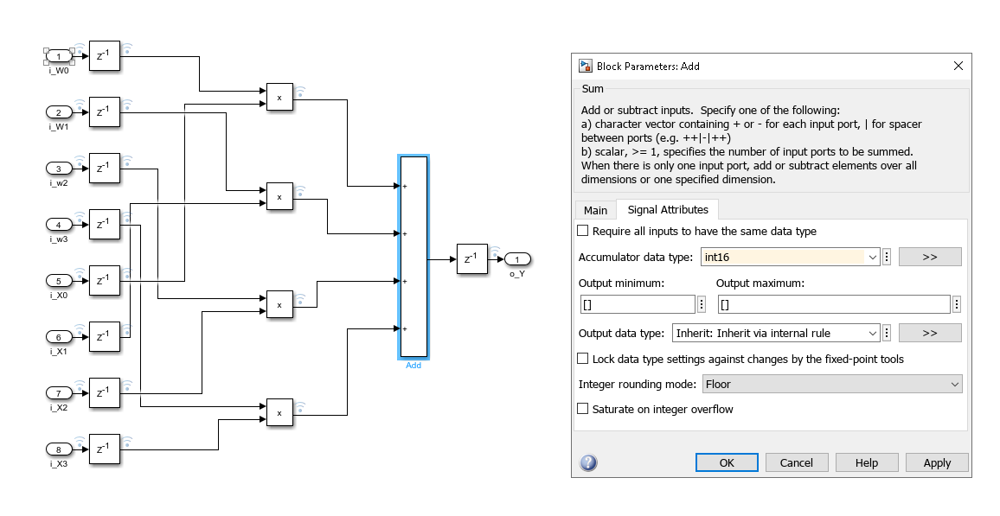 1
z-1
i_W0
2
z-1
i_W1
3
z-1
i_w2
4
z-1
i_w3
5
z-1
i_X0
6
z-1
i_X1
7
z-1
i_X2
8
z-1
i_X3
x
x
x
x
+
+
+
+
Add
z-1
1
o_Y
Block Parameters: Add
Sum
Add or subtract inputs. Specify one of the following:
a) character vector containing + or - for each input port, | for spacer
between ports (e.g. ++|-|++)
b) scalar, >= 1, specifies the number of input ports to be summed.
When there is only one input port, add or subtract elements over all
dimensions or one specified dimension.
Main Signal Attributes
Require all inputs to have the same data type
Accumulator data type: int16 >>
Output minimum: Output maximum:
[] []
Output data type: Inherit: Inherit via internal rule >>
Lock data type settings against changes by the fixed-point tools
Integer rounding mode: Floor
Saturate on integer overflow
? OK Cancel Help Apply